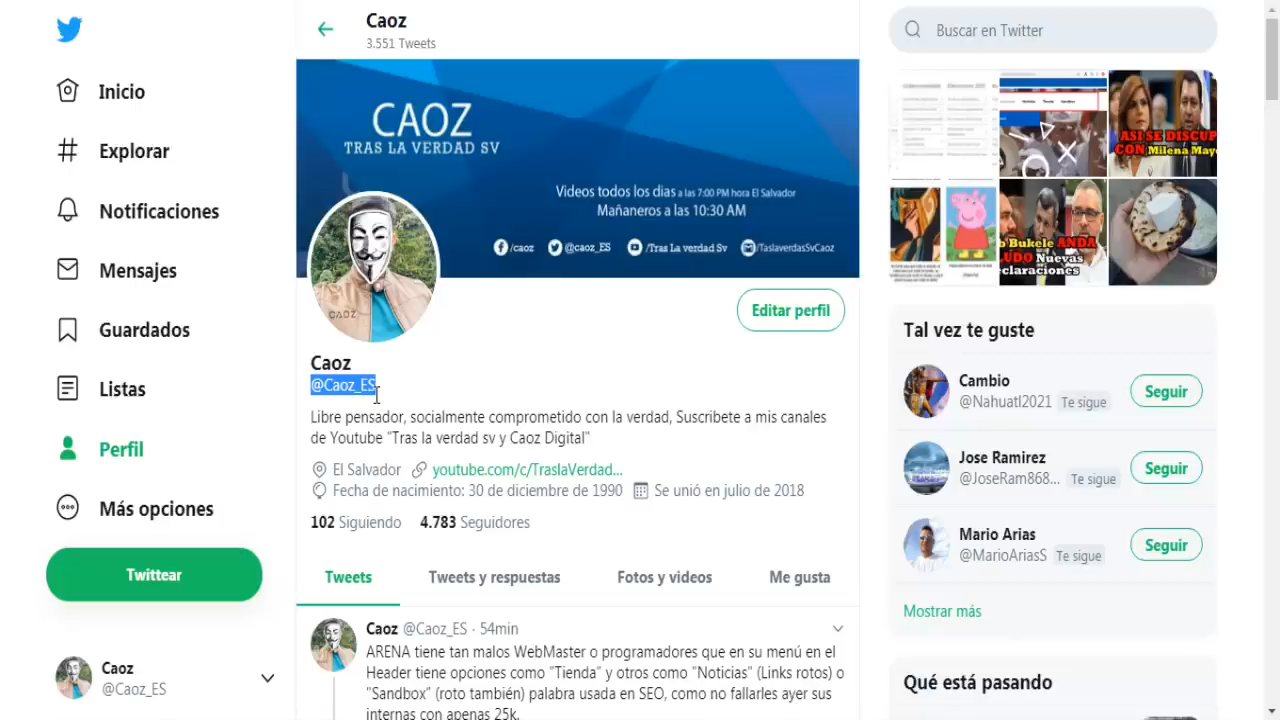 Inicio
Explorar
Notificaciones
Mensajes
Guardados
Listas
Perfil
Más opciones
Twittear
Caoz
@Caoz_ES
Caoz
3.551 Tweets
CAOZ
TRAS LA VERDAD SV
Videos todos los dias a las 7:00 PM hora El Salvador
Mañaneros a las 10:30 AM
/caoz @caoz_ES /Tras La verdad Sv /TaslaverdasSvCaoz
CAOZ
Editar perfil
Caoz
@Caoz_ES
Libre pensador, socialmente comprometido con la verdad, Suscribete a mis canales
de Youtube "Tras la verdad sv y Caoz Digital"
El Salvador youtube.com/c/TraslaVerdad...
Fecha de nacimiento: 30 de diciembre de 1990 Se unió en julio de 2018
102 Siguiendo 4.783 Seguidores
Tweets Tweets y respuestas Fotos y videos Me gusta
Caoz @Caoz_ES · 54min
ARENA tiene tan malos WebMaster o programadores que en su menú en el
Header tiene opciones como "Tienda" y otros como "Noticias" (Links rotos) o
"Sandbox" (roto también) palabra usada en SEO, como no fallarles ayer sus
internas con apenas 25k.
Buscar en Twitter
ASI SE DISCUP
CON Milena Mayo
o Bukele ANDA
LUDO Nuevas
eclaraciones
Tal vez te guste
Cambio
@Nahuatl2021 Te sigue
Seguir
Jose Ramirez
@JoseRam868... Te sigue
Seguir
Mario Arias
@MarioAriasS Te sigue
Seguir
Mostrar más
Qué está pasando